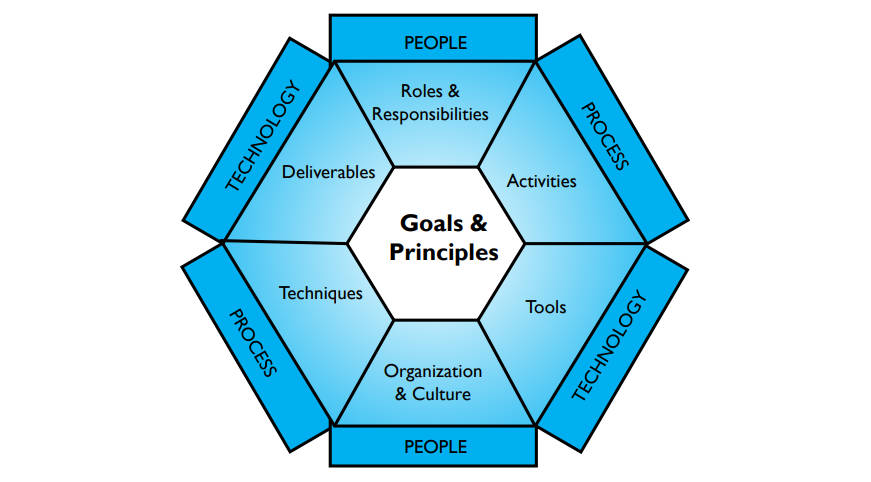 PEOPLE
Roles &
Responsibilities
TECHNOLOGY
PROCESS
Deliverables
Activities
Goals &
Principles
Techniques
Tools
PROCESS
TECHNOLOGY
Organization
& Culture
PEOPLE